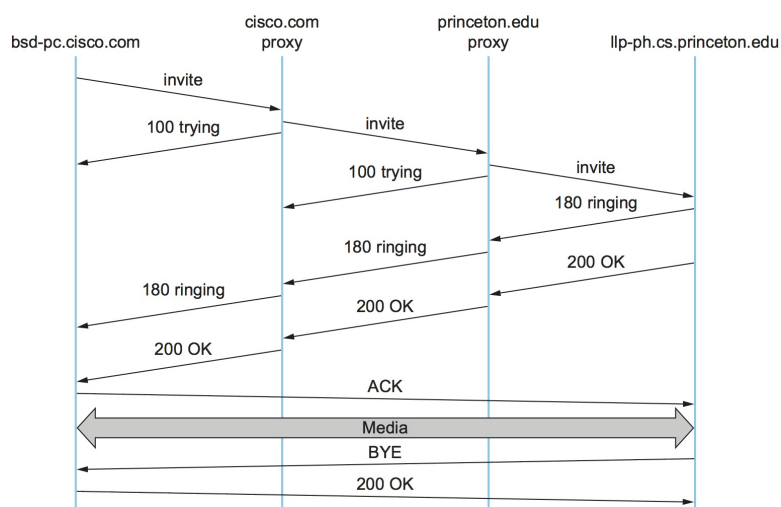 bsd-pc.cisco.com
cisco.com
proxy
princeton.edu
proxy
llp-ph.cs.princeton.edu
invite
100 trying
invite
100 trying
invite
180 ringing
180 ringing
200 OK
180 ringing
200 OK
200 OK
ACK
Media
BYE
200 OK